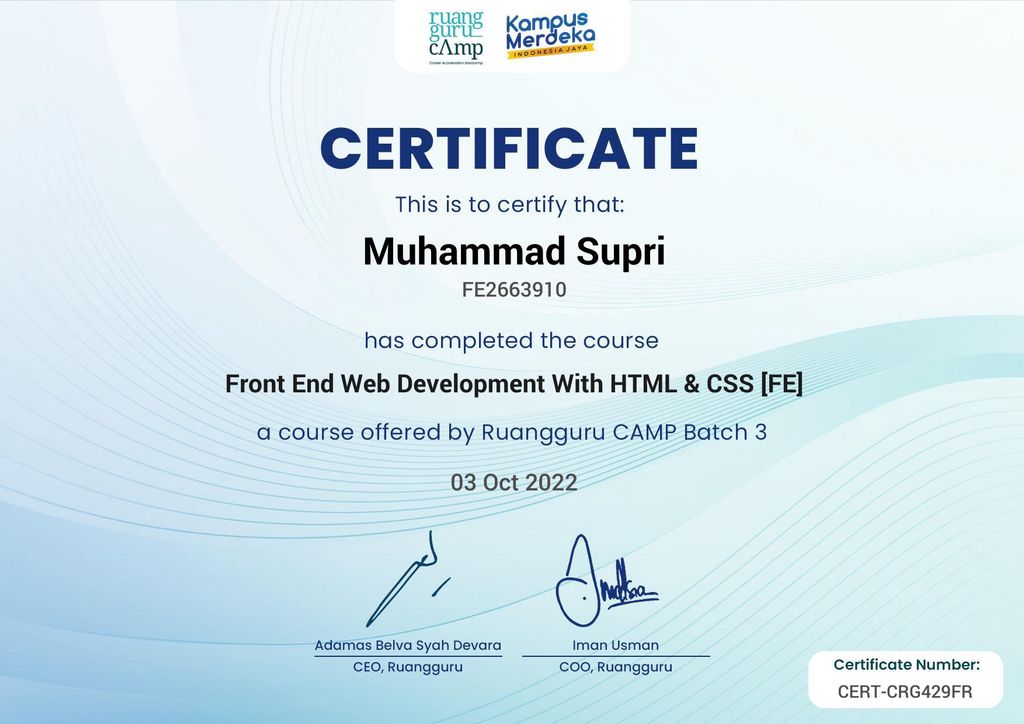 ruang
guru
cAmp
Career Acceleration Bootcamp
Kampus
Merdeka
INDONESIA JAYA
CERTIFICATE
This is to certify that:
Muhammad Supri
FE2663910
has completed the course
Front End Web Development With HTML & CSS [FE]
a course offered by Ruangguru CAMP Batch 3
03 Oct 2022
Adamas Belva Syah Devara
CEO, Ruangguru
Iman Usman
COO, Ruangguru
Certificate Number:
CERT-CRG429FR